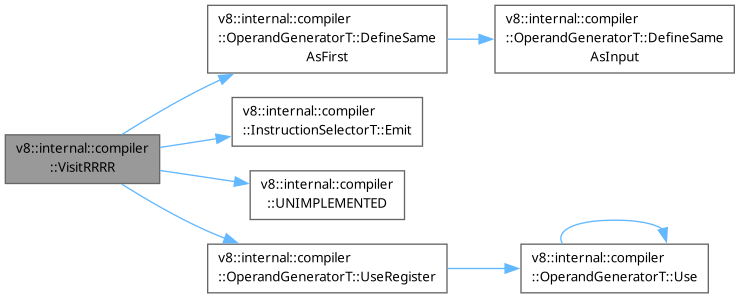 v8::internal::compiler
::VisitRRRR
v8::internal::compiler
::OperandGeneratorT::DefineSame
AsFirst
v8::internal::compiler
::OperandGeneratorT::DefineSame
AsInput
v8::internal::compiler
::InstructionSelectorT::Emit
v8::internal::compiler
::UNIMPLEMENTED
v8::internal::compiler
::OperandGeneratorT::UseRegister
v8::internal::compiler
::OperandGeneratorT::Use